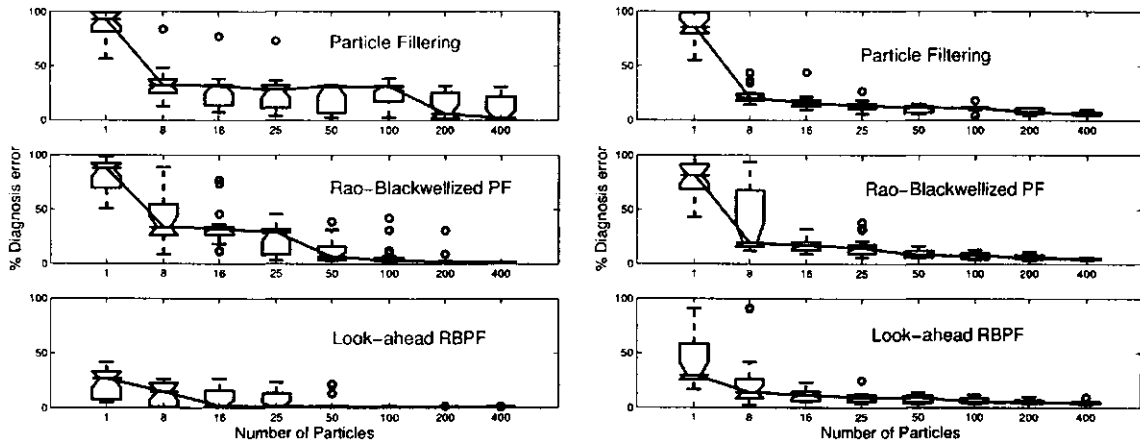 100
50
0
Particle Filtering
1 8 16 25 50 100 200 400
100
50
0
Rao-Blackwellized PF
1 8 16 25 50 100 200 400
100
50
0
Look-ahead RBPF
1 8 16 25 50 100 200 400
% Diagnosis error
Number of Particles
100
50
0
Particle Filtering
1 8 16 25 50 100 200 400
100
50
0
Rao-Blackwellized PF
1 8 16 25 50 100 200 400
100
50
0
Look-ahead RBPF
1 8 16 25 50 100 200 400
% Diagnosis error
Number of Particles